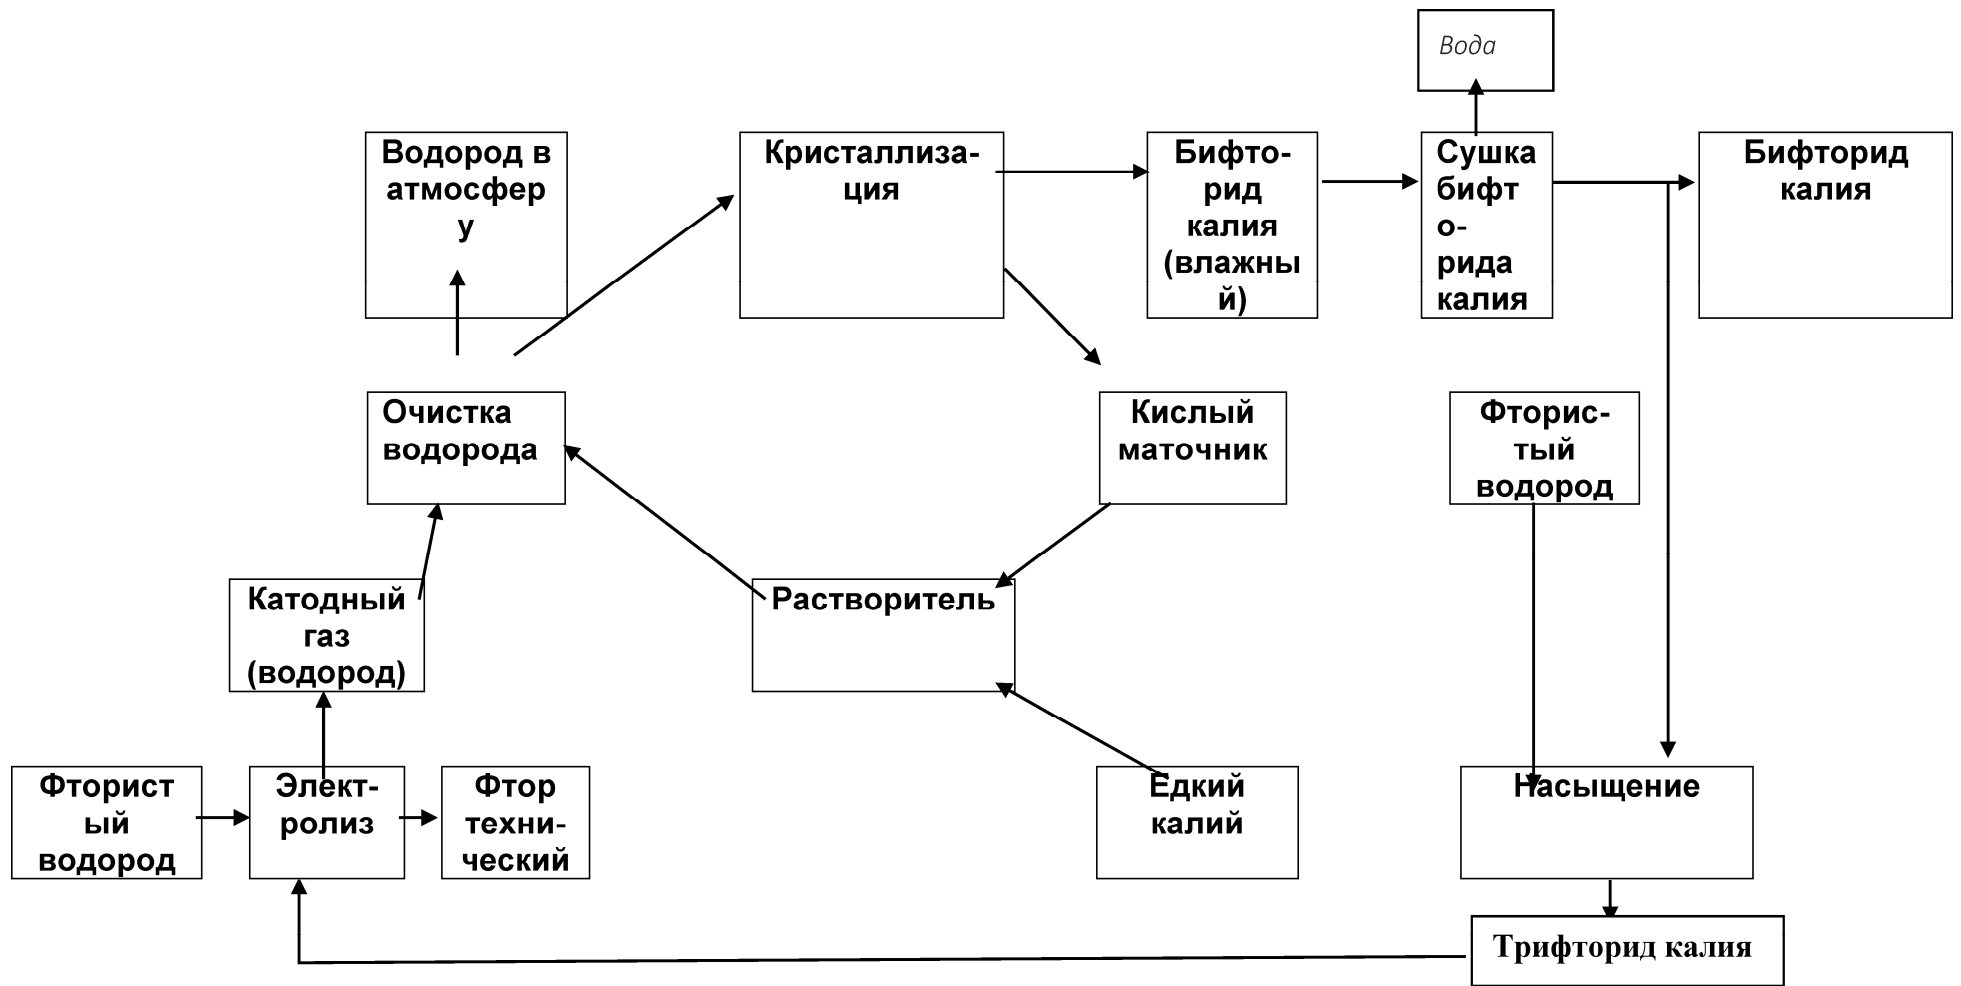 Вода
Водород в
атмосфер
у
Кристаллиза-
ция
Бифто-
рид
калия
(влажны
й)
Сушка
бифт
о-
рида
калия
Бифторид
калия
Очистка
водорода
Кислый
маточник
Фторис-
тый
водород
Катодный
газ
(водород)
Растворитель
Фторист
ый
водород
Элект-
ролиз
Фтор
техни-
ческий
Едкий
калий
Насыщение
Трифторид калия